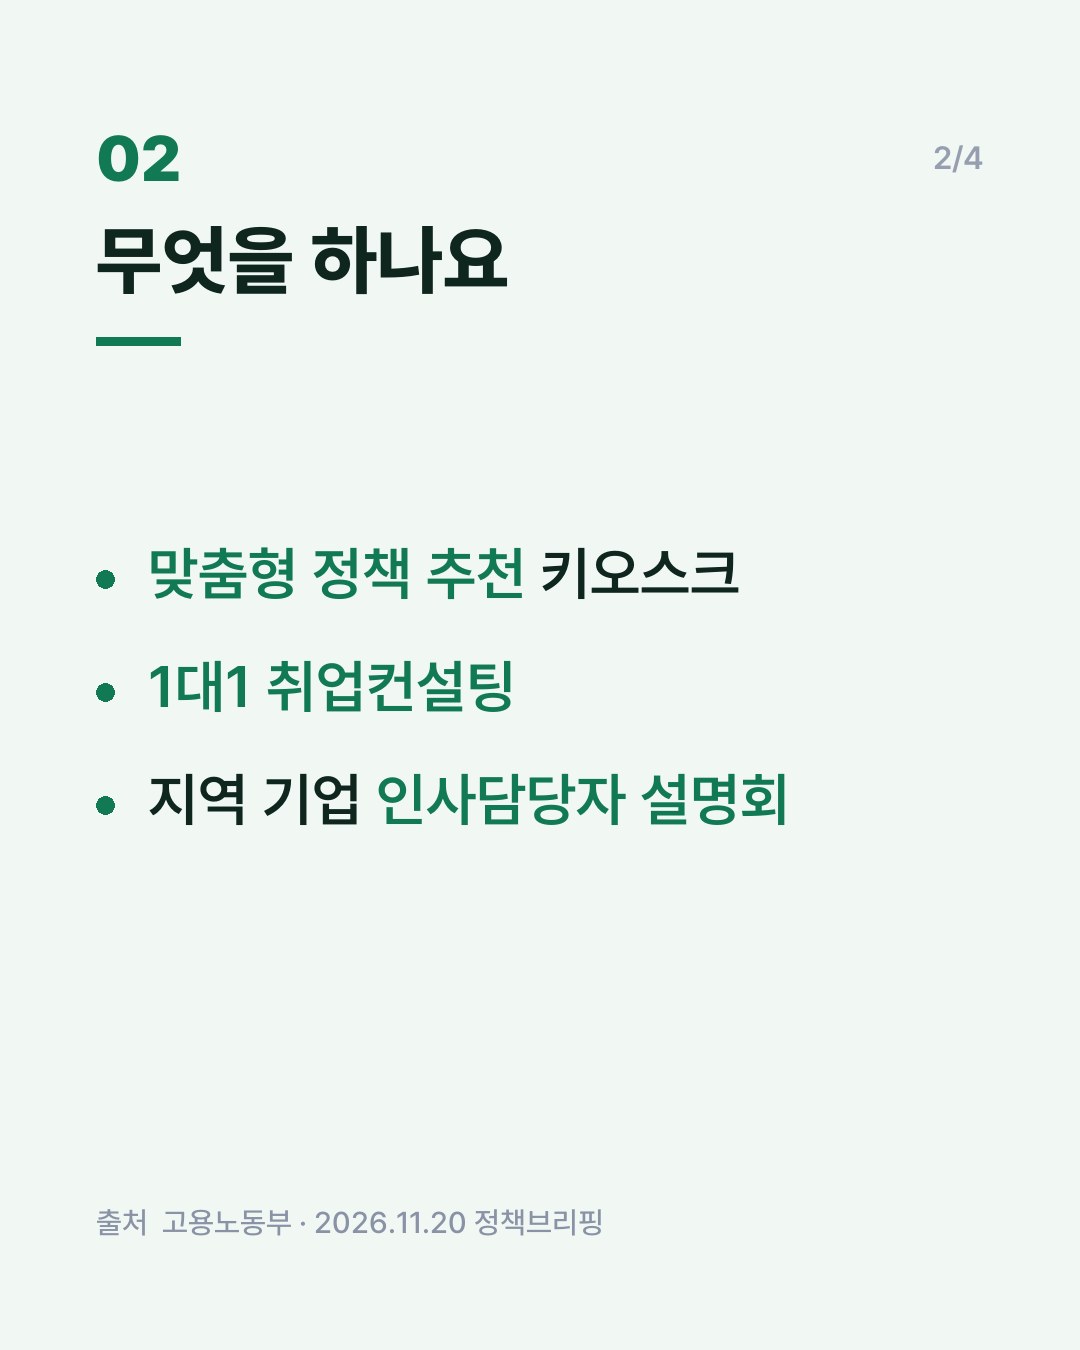 02
2/4
무엇을 하나요
• 맞춤형 정책 추천 키오스크
• 1대1 취업컨설팅
• 지역 기업 인사담당자 설명회
출처 고용노동부 · 2026.11.20 정책브리핑